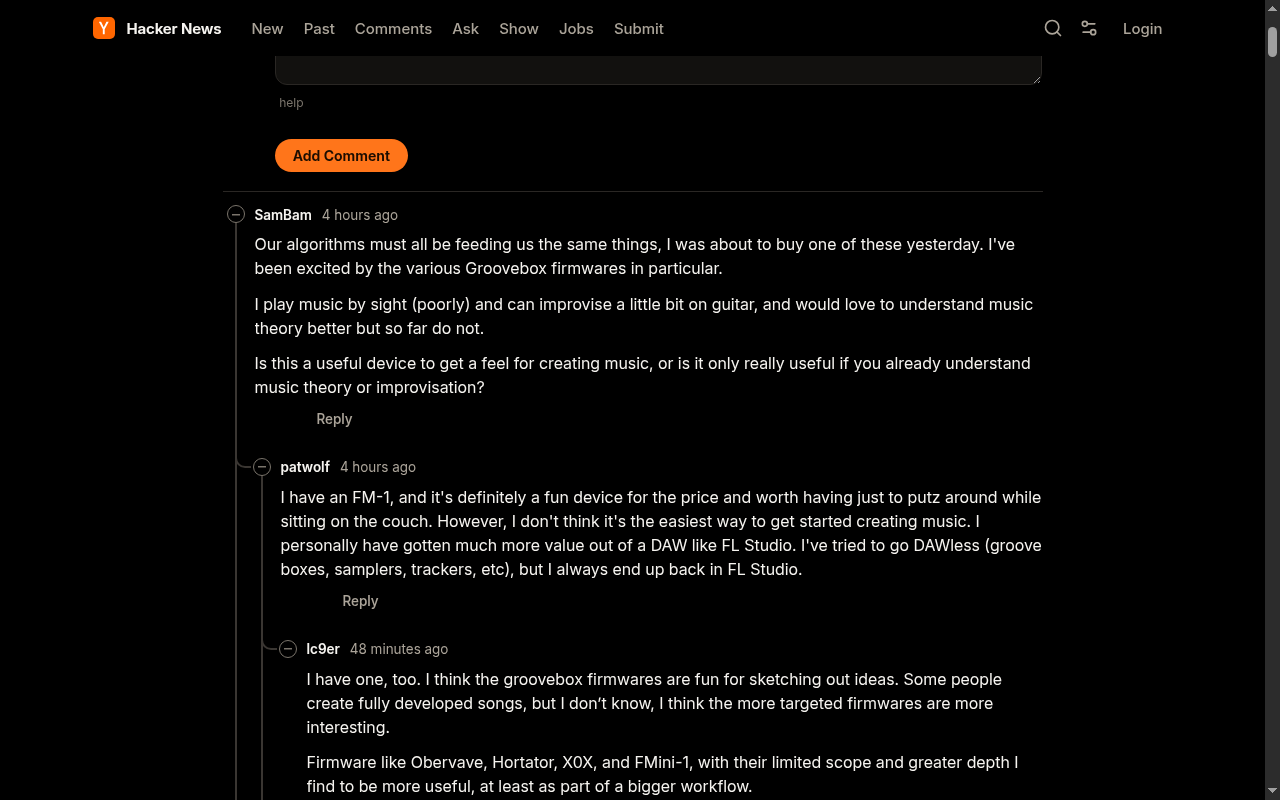 Y Hacker News New Past Comments Ask Show Jobs Submit Login
help
Add Comment
SamBam 4 hours ago
Our algorithms must all be feeding us the same things, I was about to buy one of these yesterday. I've
been excited by the various Groovebox firmwares in particular.
I play music by sight (poorly) and can improvise a little bit on guitar, and would love to understand music
theory better but so far do not.
Is this a useful device to get a feel for creating music, or is it only really useful if you already understand
music theory or improvisation?
Reply
patwolf 4 hours ago
I have an FM-1, and it's definitely a fun device for the price and worth having just to putz around while
sitting on the couch. However, I don't think it's the easiest way to get started creating music. I
personally have gotten much more value out of a DAW like FL Studio. I've tried to go DAWless (groove
boxes, samplers, trackers, etc), but I always end up back in FL Studio.
Reply
lc9er 48 minutes ago
I have one, too. I think the groovebox firmwares are fun for sketching out ideas. Some people
create fully developed songs, but I don’t know, I think the more targeted firmwares are more
interesting.
Firmware like Obervave, Hortator, X0X, and FMini-1, with their limited scope and greater depth I
find to be more useful, at least as part of a bigger workflow.